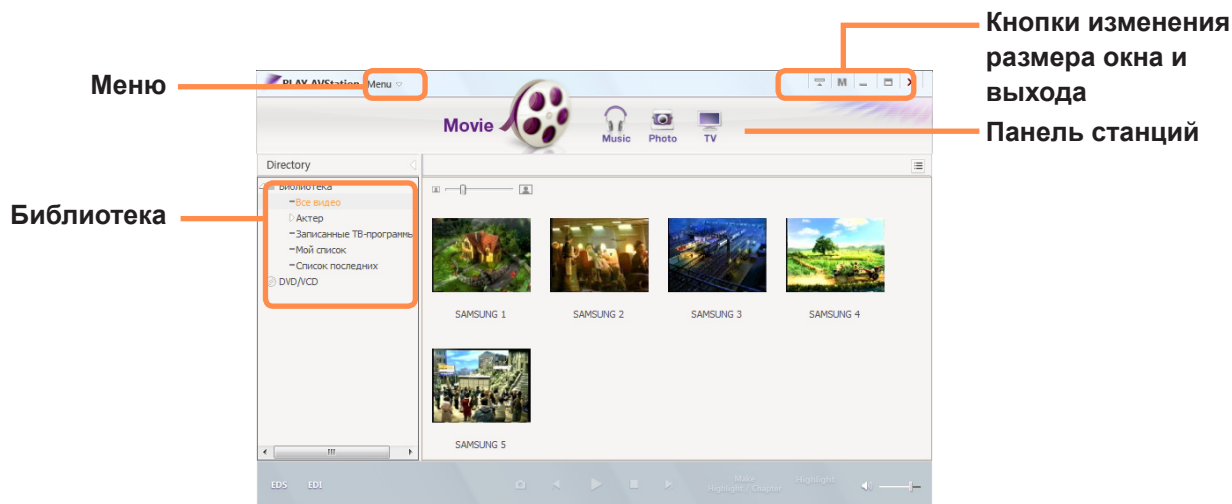 Кнопки изменения
размера окна и
выхода
Меню
PLAY AVStation Menu
M
Movie
Music Photo TV
Панель станций
Directory
Библиотека
Библиотека
Все видео
Актер
Записанные ТВ-программы
Мой список
Список последних
DVD/VCD
SAMSUNG 1 SAMSUNG 2 SAMSUNG 3 SAMSUNG 4
SAMSUNG 5
EDS EDI
Make
Highlight / Chapter
Highlight